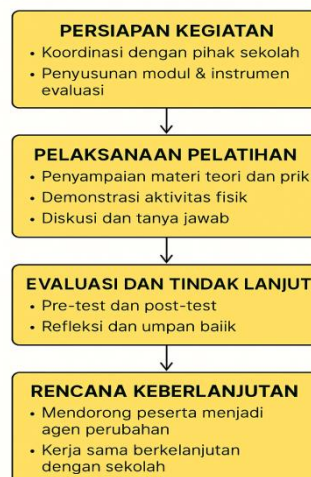 PERSIAPAN KEGIATAN
• Koordinasi dengan pihak sekolah
• Penyusunan modul & instrumen
evaluasi
PELAKSANAAN PELATIHAN
• Penyampaian materi teori dan prik
• Demonstrasi aktivitas fisik
• Diskusi dan tanya jawab
EVALUASI DAN TINDAK LANJUT
• Pre-test dan post-test
• Refleksi dan umpan baiik
RENCANA KEBERLANJUTAN
• Mendorong peserta menjadi
agen perubahan
• Kerja sama berkelanjutan
dengan sekolah